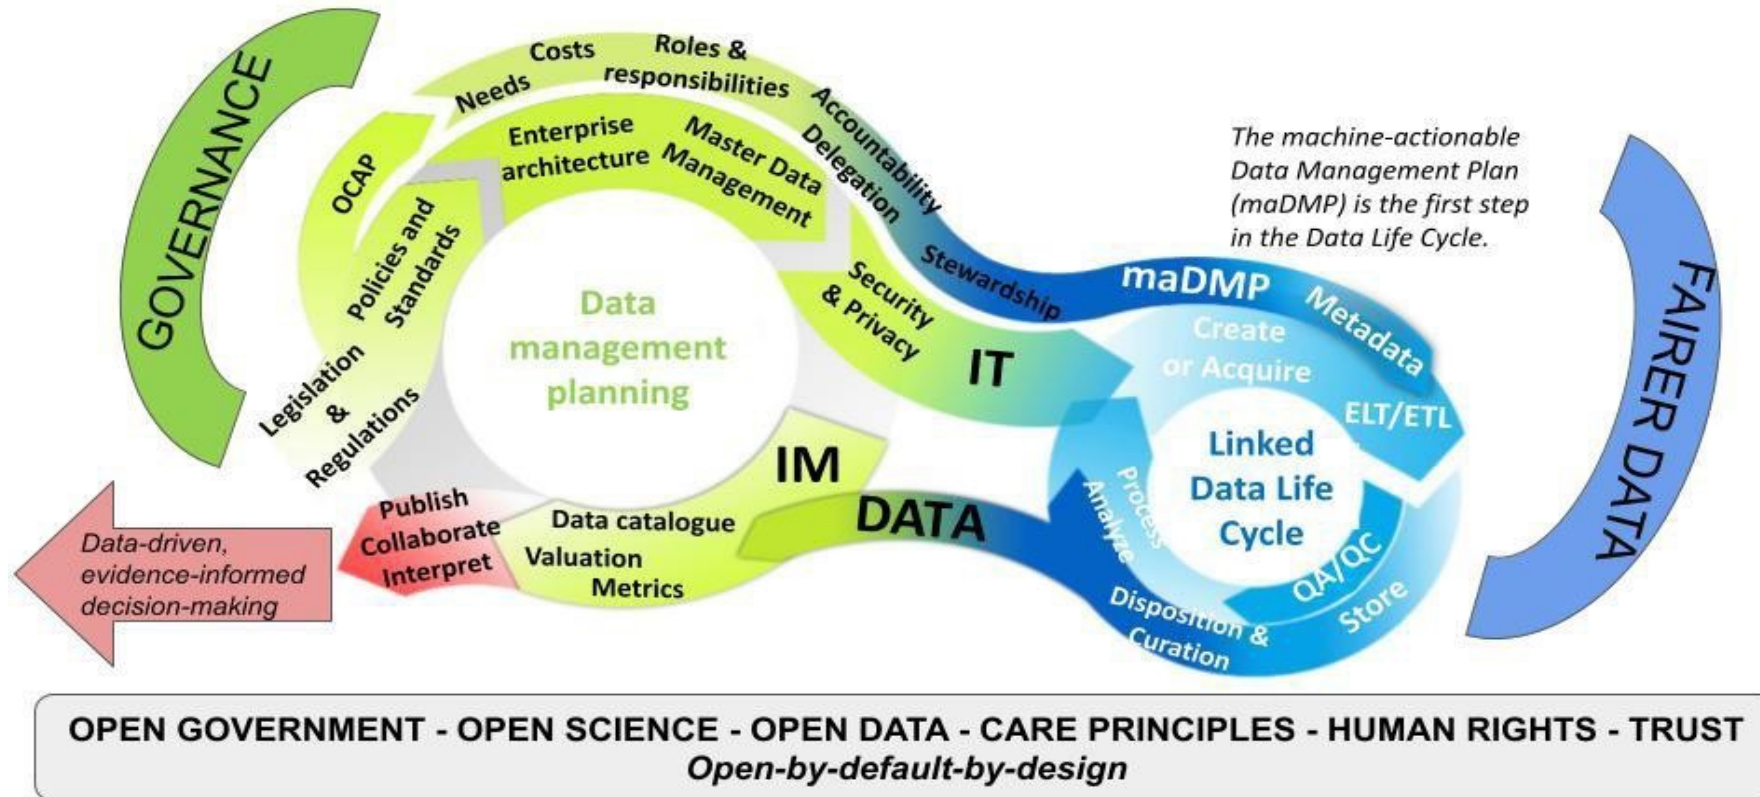 GOVERNANCE
OCAP
Needs
Costs
Roles &
responsibilities
Accountability
Delegation
Stewardship
Legislation
&
Regulations
Policies and
Standards
Enterprise
architecture
Master Data
Management
Security
& Privacy
IT
Data
management
planning
IM
DATA
Data catalogue
Valuation
Metrics
Publish
Collaborate
Interpret
Data-driven,
evidence-informed
decision-making
The machine-actionable
Data Management Plan
(maDMP) is the first step
in the Data Life Cycle.
maDMP
Metadata
Create
or Acquire
ELT/ETL
Linked
Data Life
Cycle
QA/QC
Store
Disposition &
Curation
Process
Analyze
FAIRER DATA
OPEN GOVERNMENT - OPEN SCIENCE - OPEN DATA - CARE PRINCIPLES - HUMAN RIGHTS - TRUST
Open-by-default-by-design